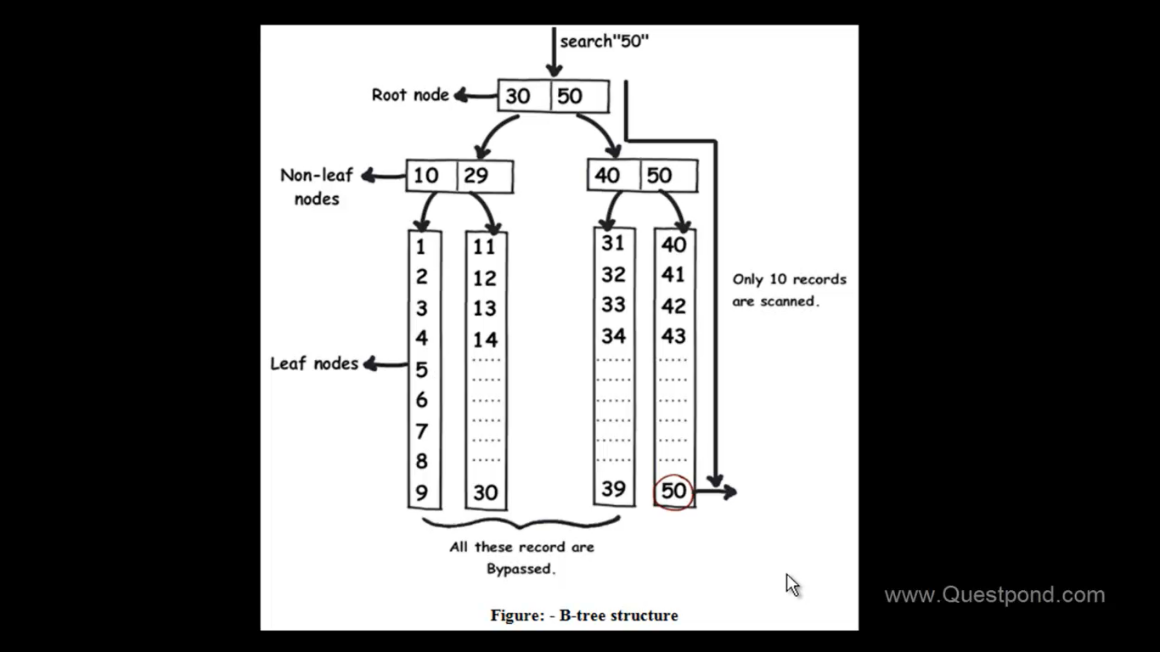 search"50"
Root node
30 50
Non-leaf
nodes
10 29
40 50
1 11 31 40
2 12 32 41
3 13 33 42
4 14 34 43
Leaf nodes
5 ..... ...... .....
6 ..... ...... .....
7 ..... ...... .....
8 ..... ...... .....
9 30 39 50
Only 10 records
are scanned.
All these record are
Bypassed.
www.Questpond.com
Figure: - B-tree structure